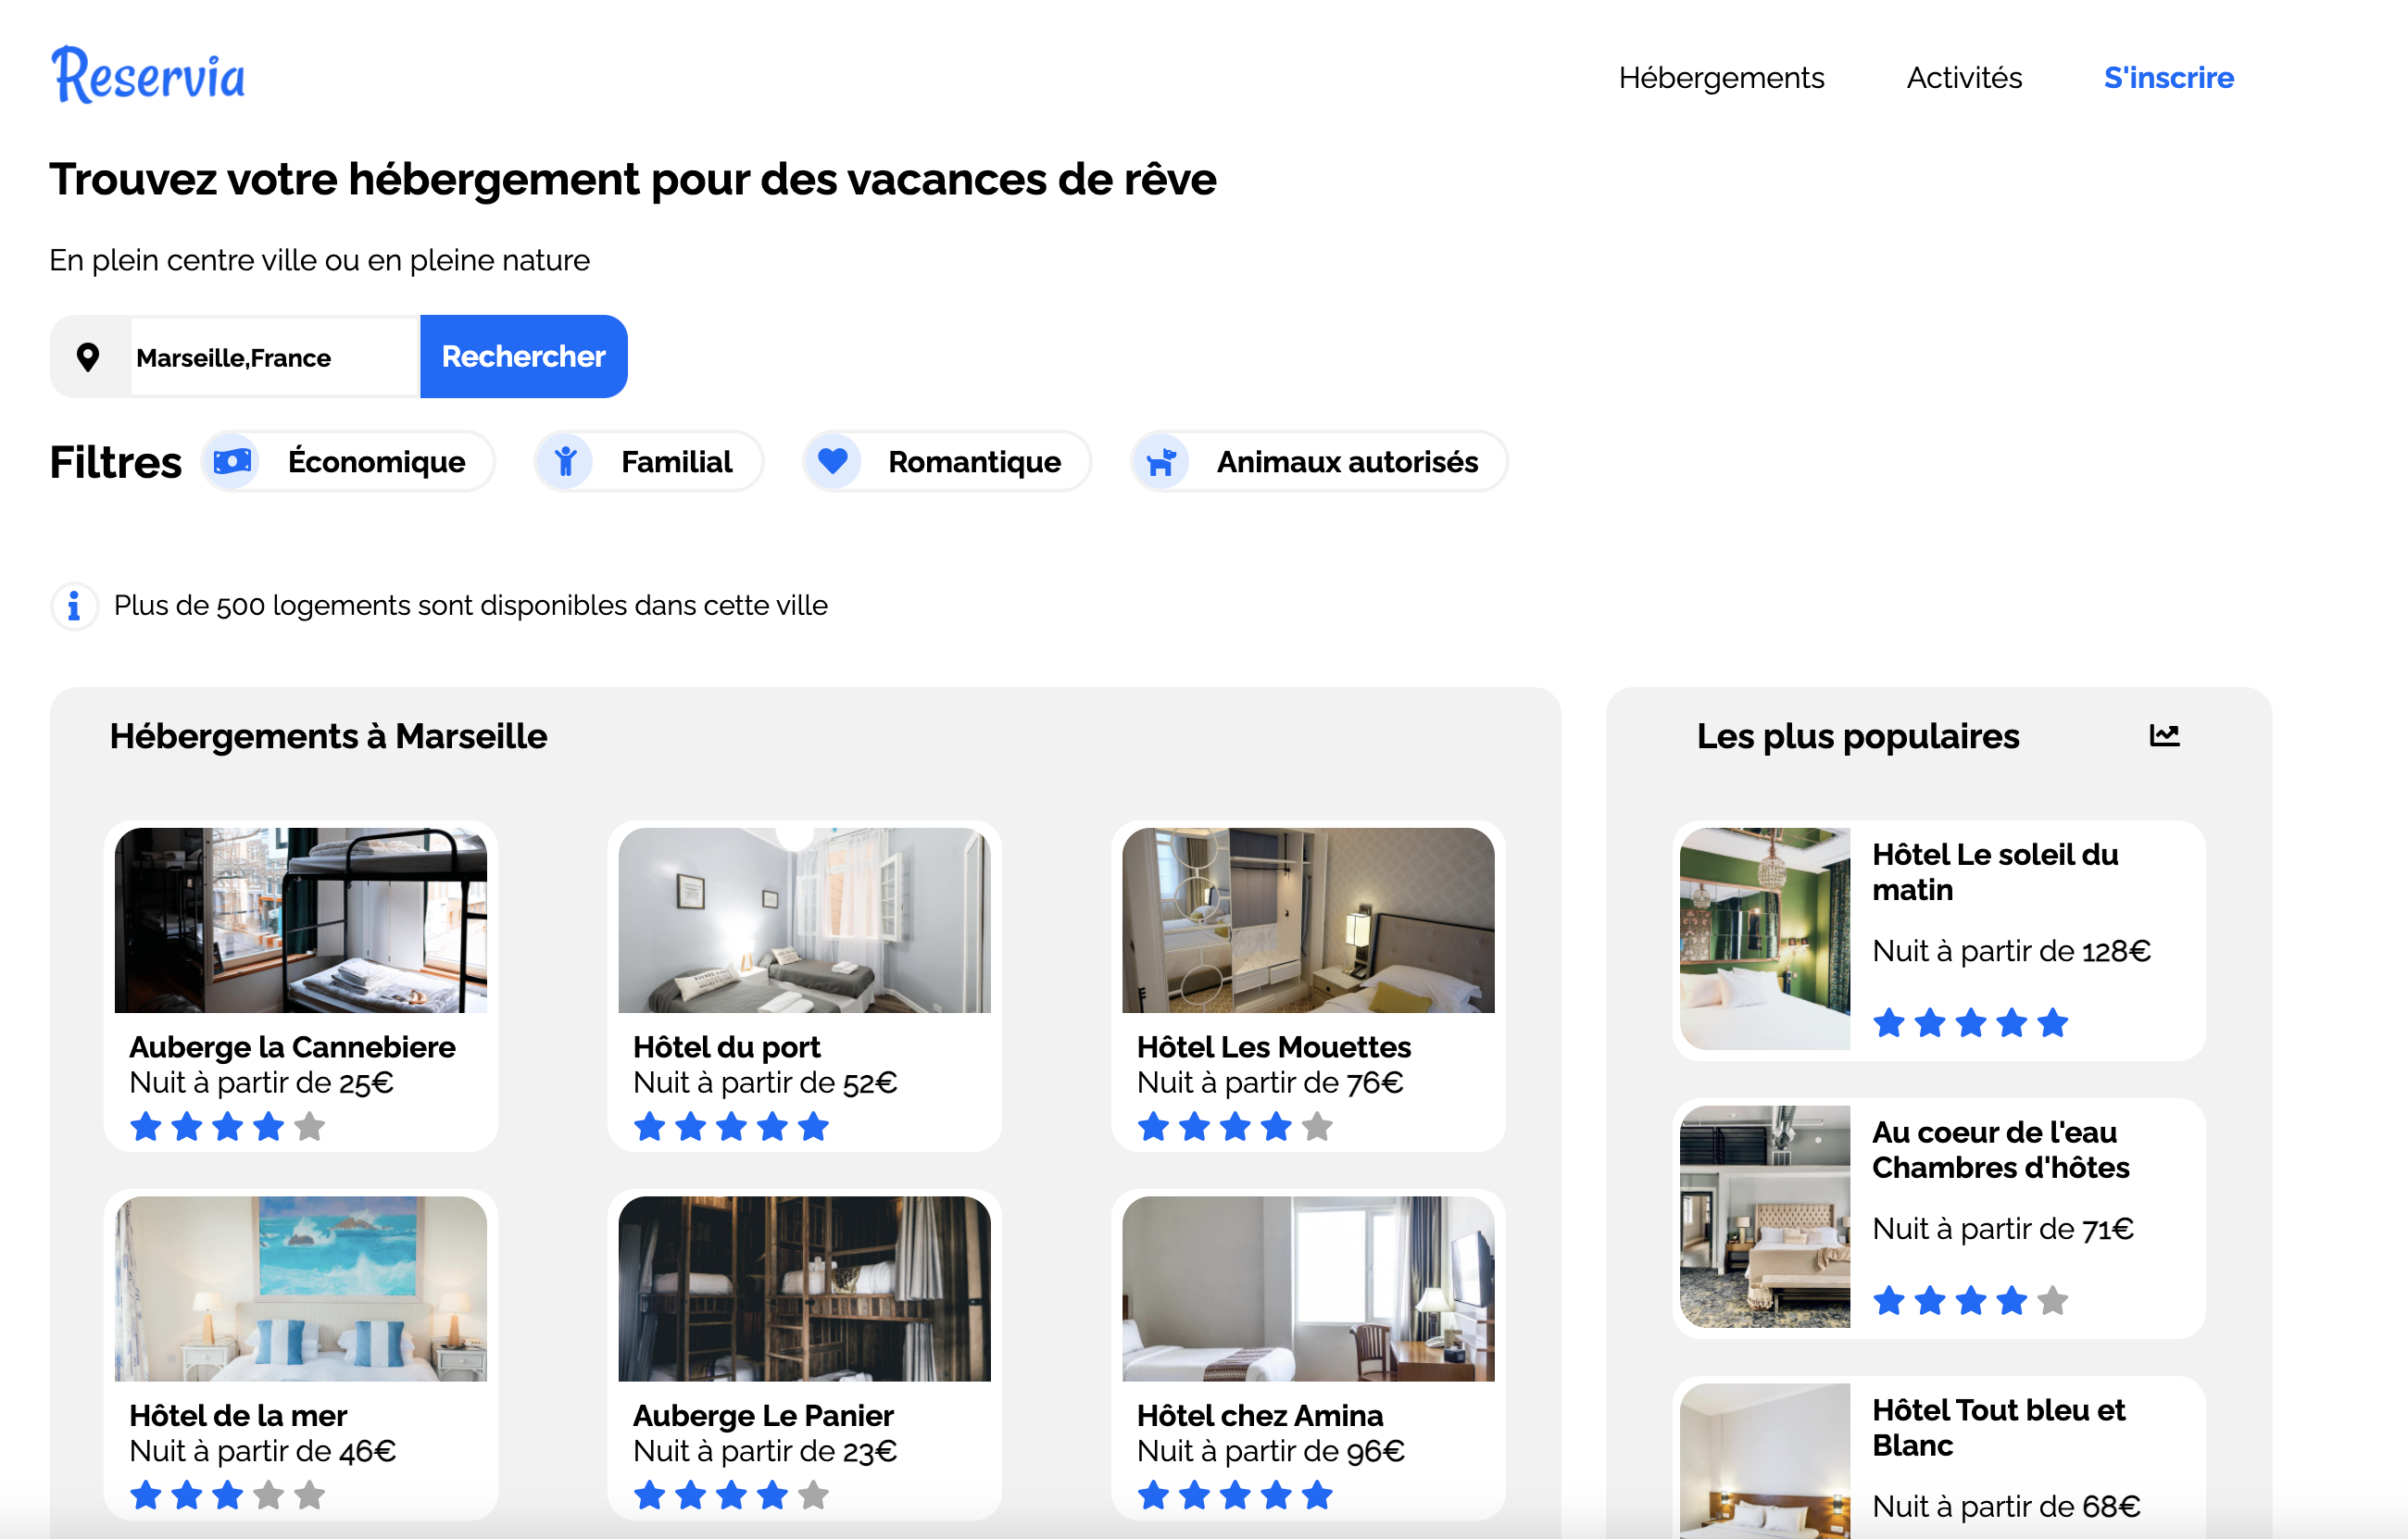 Reservia
Hébergements
Activités
S'inscrire
Trouvez votre hébergement pour des vacances de rêve
En plein centre ville ou en pleine nature
Marseille,France
Rechercher
Filtres
Économique
Familial
Romantique
Animaux autorisés
Plus de 500 logements sont disponibles dans cette ville
Hébergements à Marseille
Auberge la Cannebiere
Nuit à partir de 25€
Hôtel du port
Nuit à partir de 52€
Hôtel Les Mouettes
Nuit à partir de 76€
Hôtel de la mer
Nuit à partir de 46€
Auberge Le Panier
Nuit à partir de 23€
Hôtel chez Amina
Nuit à partir de 96€
Les plus populaires
Hôtel Le soleil du
matin
Nuit à partir de 128€
Au coeur de l'eau
Chambres d'hôtes
Nuit à partir de 71€
Hôtel Tout bleu et
Blanc
Nuit à partir de 68€